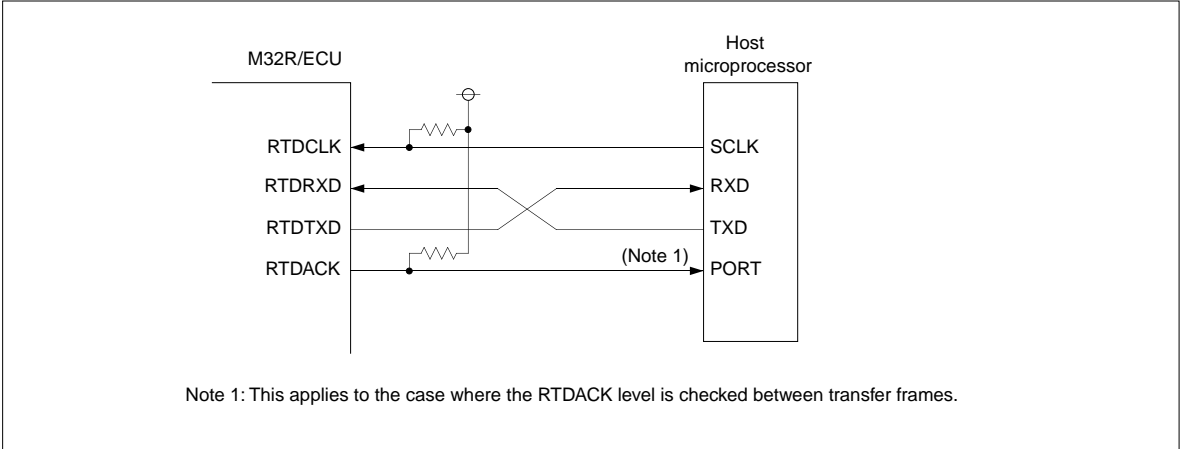 M32R/ECU
Host
microprocessor
RTDCLK
SCLK
RTDRXD
RXD
RTDTXD
TXD
RTDACK
(Note 1)
PORT
Note 1: This applies to the case where the RTDACK level is checked between transfer frames.